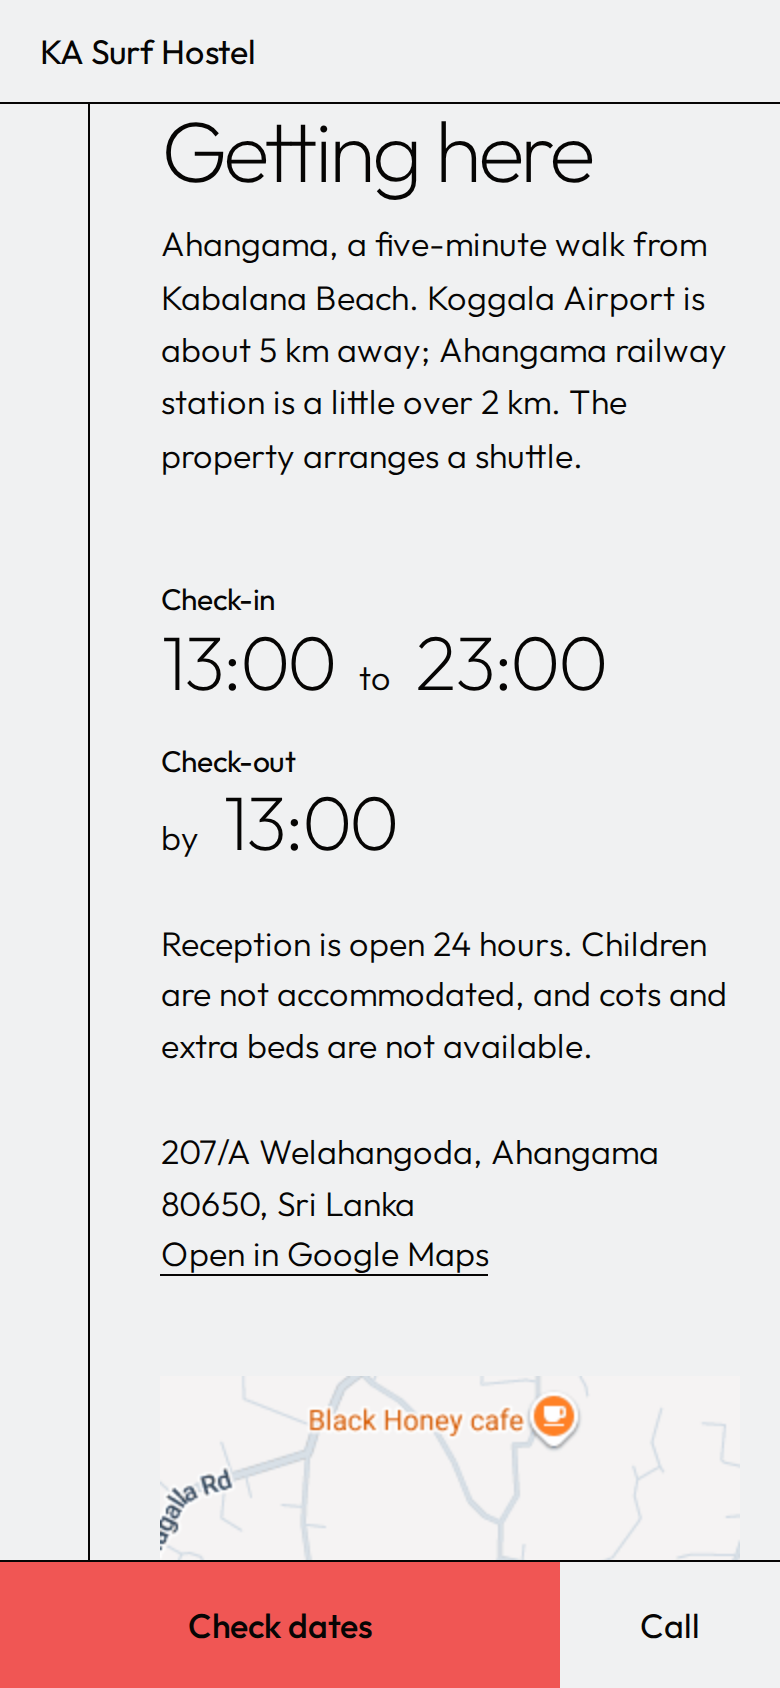 KA Surf Hostel
Getting here
Ahangama, a five-minute walk from
Kabalana Beach. Koggala Airport is
about 5 km away; Ahangama railway
station is a little over 2 km. The
property arranges a shuttle.
Check-in
13:00 to 23:00
Check-out
by 13:00
Reception is open 24 hours. Children
are not accommodated, and cots and
extra beds are not available.
207/A Welahangoda, Ahangama
80650, Sri Lanka
Open in Google Maps
Black Honey cafe
Rd
Check dates
Call